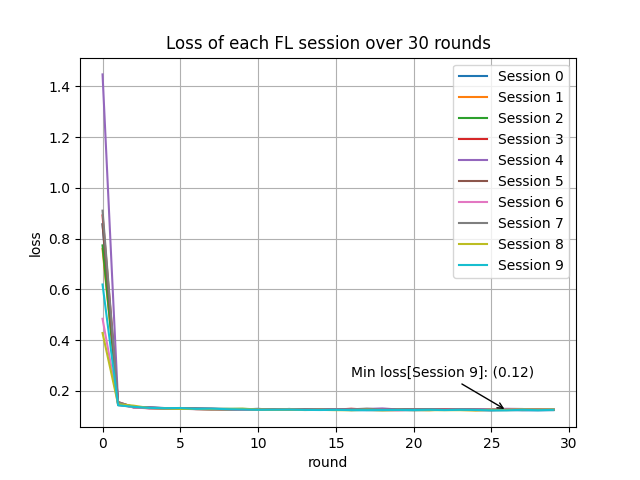 Loss of each FL session over 30 rounds
loss
1.4
1.2
1.0
0.8
0.6
0.4
0.2
Session 0
Session 1
Session 2
Session 3
Session 4
Session 5
Session 6
Session 7
Session 8
Session 9
Min loss[Session 9]: (0.12)
0 5 10 15 20 25 30
round